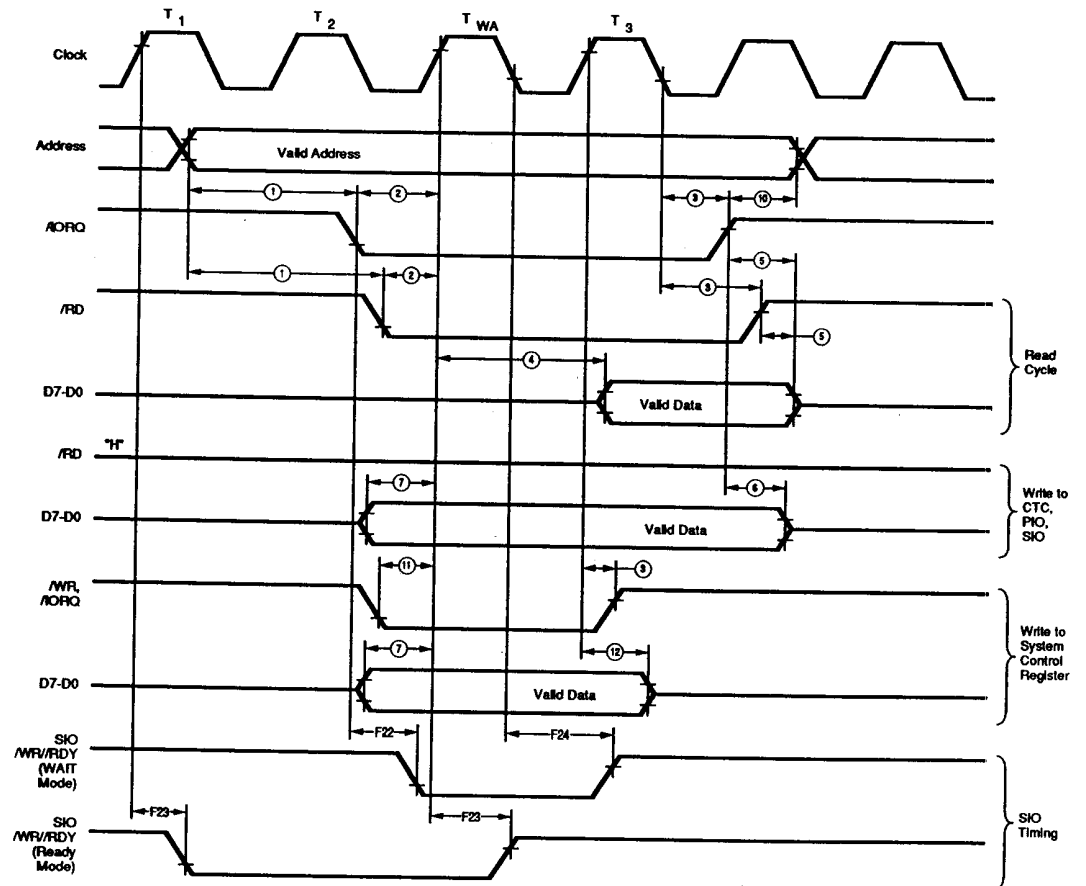 T1 T2 TWA T3
Clock
Address
Valid Address
1 2 3 10
/IORQ
5
1 2 3
/RD
5
4
Read
Cycle
D7-D0
Valid Data
/RD "H"
7 6
Write to
CTC,
PIO,
SIO
D7-D0
Valid Data
11 3
/WR,
/IORQ
7 12
Write to
System
Control
Register
D7-D0
Valid Data
F22 F24
SIO
/WR//RDY
(WAIT
Mode)
F23 F23
SIO
Timing
SIO
/WR//RDY
(Ready
Mode)